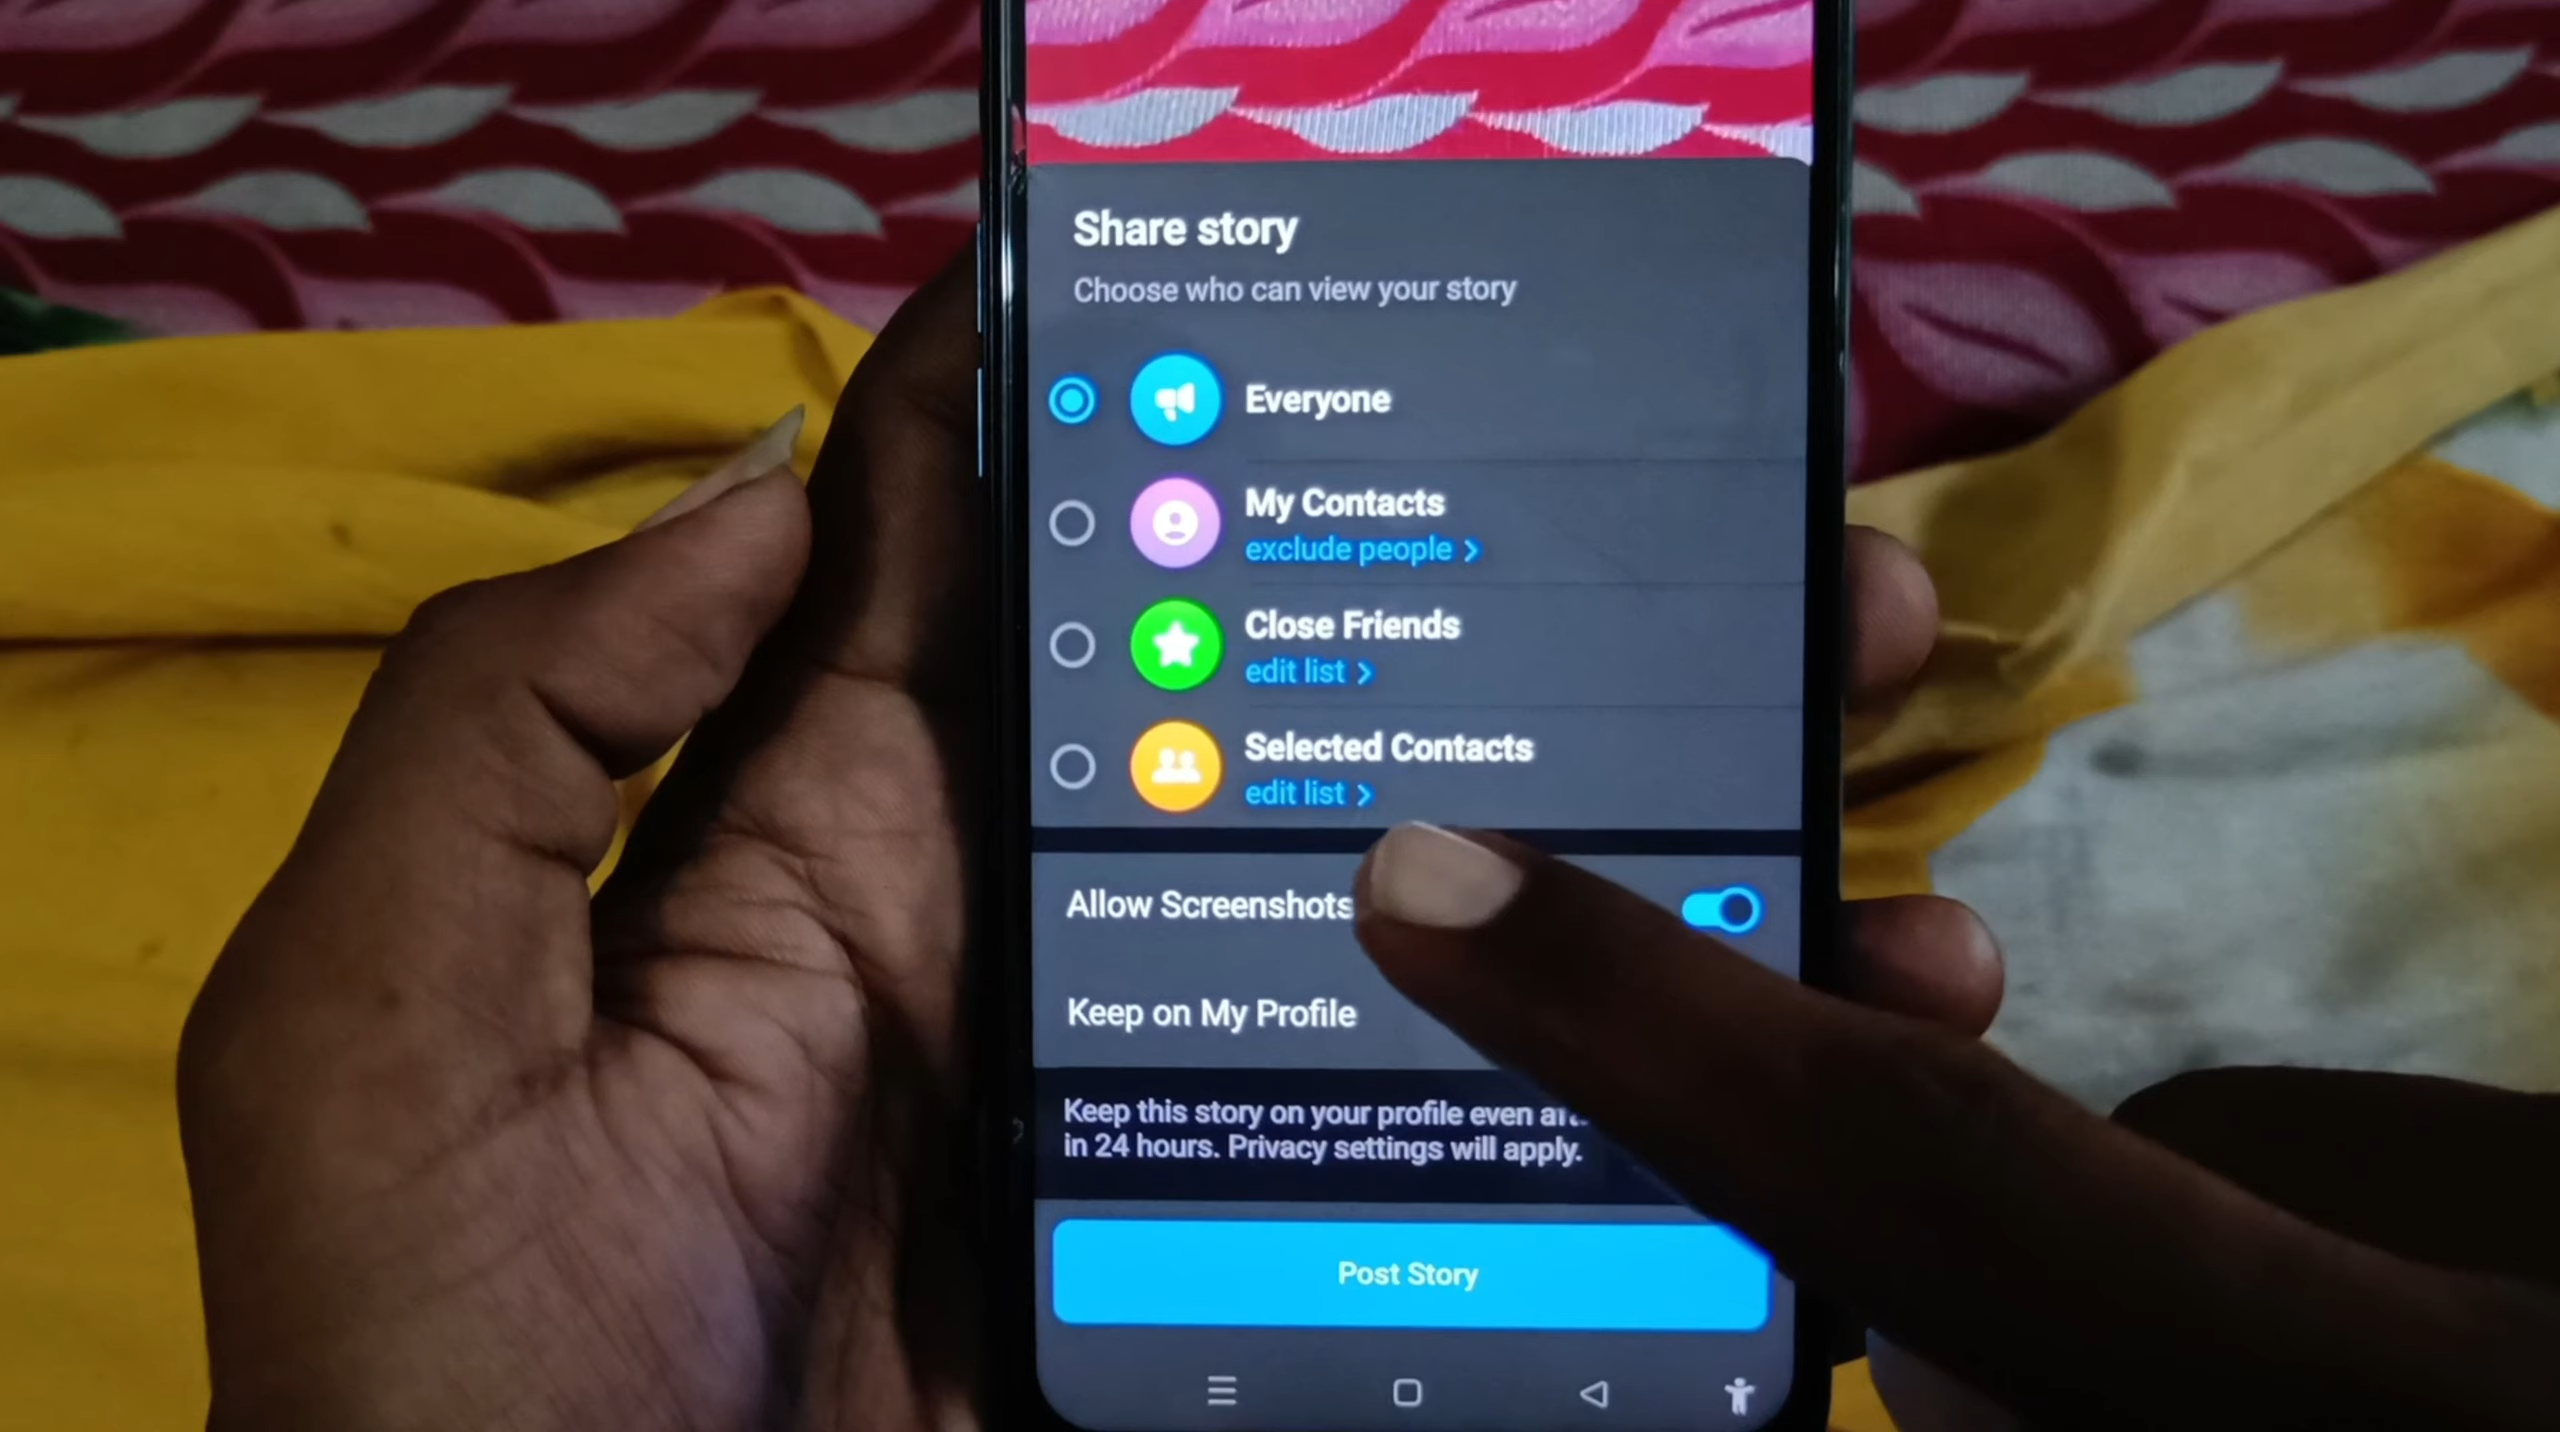 Share story
Choose who can view your story
Everyone
My Contacts
exclude people >
Close Friends
edit list >
Selected Contacts
edit list >
Allow Screenshots
Keep on My Profile
Keep this story on your profile even
in 24 hours. Privacy settings will apply.
Post Story